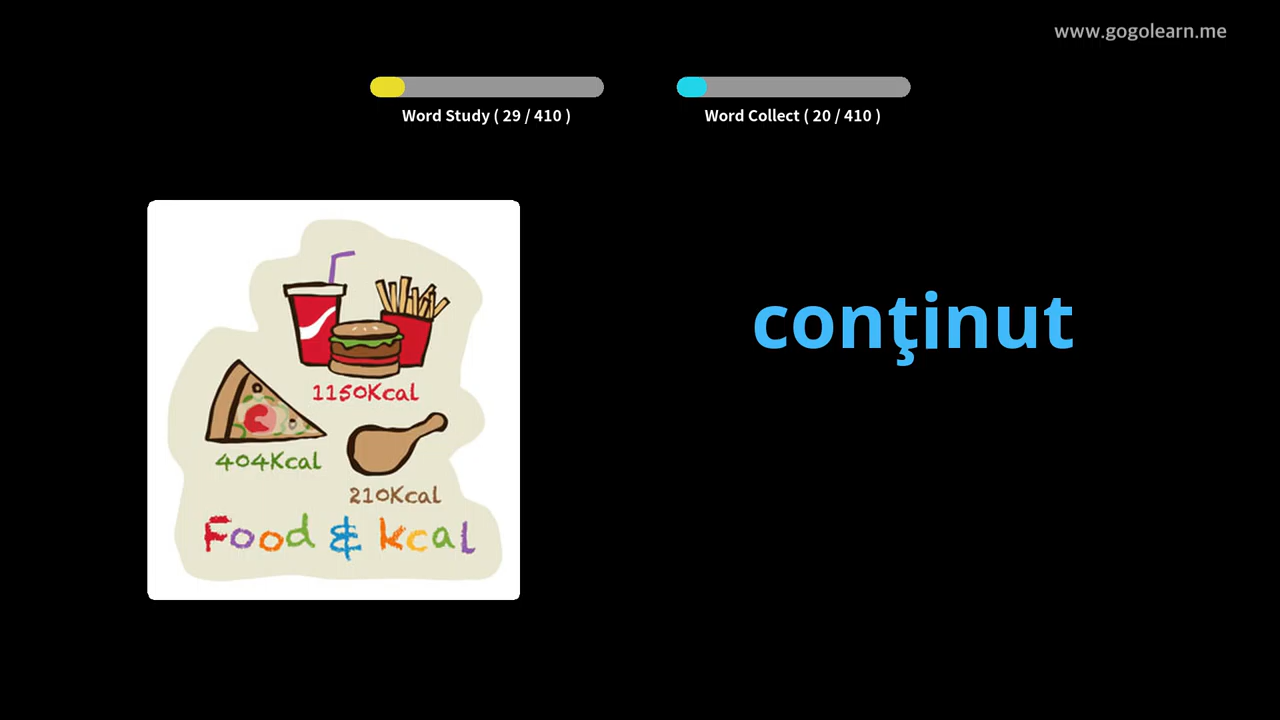 www.gogolearn.me
Word Study ( 29 / 410 )
Word Collect ( 20 / 410 )
1150Kcal
404Kcal
210Kcal
Food & kcal
conţinut